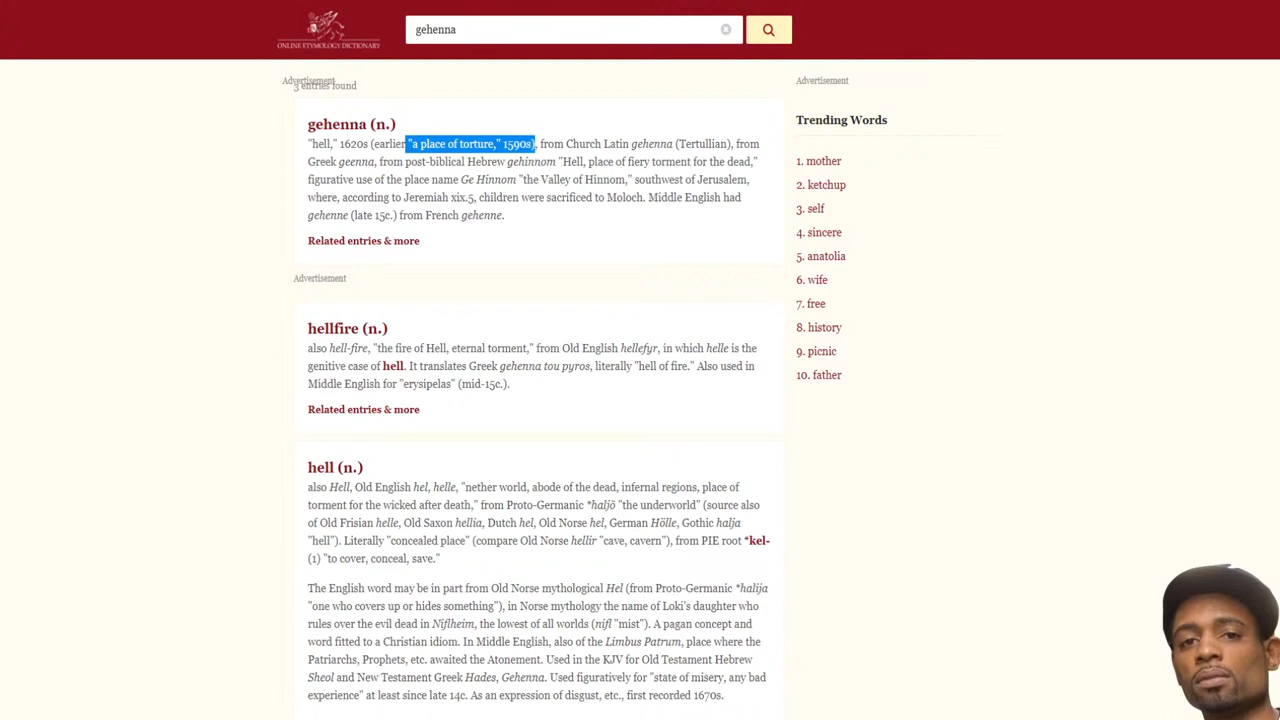 gehenna
ONLINE ETYMOLOGY DICTIONARY
Advertisement
3 entries found
gehenna (n.)
"hell," 1620s (earlier "a place of torture," 1590s), from Church Latin gehenna (Tertullian), from
Greek geenna, from post-biblical Hebrew gehinnom "Hell, place of fiery torment for the dead,"
figurative use of the place name Ge Hinnom "the Valley of Hinnom," southwest of Jerusalem,
where, according to Jeremiah xix.5, children were sacrificed to Moloch. Middle English had
gehenne (late 15c.) from French gehenne.
Related entries & more
Advertisement
hellfire (n.)
also hell-fire, "the fire of Hell, eternal torment," from Old English hellefyr, in which helle is the
genitive case of hell. It translates Greek gehenna tou pyros, literally "hell of fire." Also used in
Middle English for "erysipelas" (mid-15c.).
Related entries & more
hell (n.)
also Hell, Old English hel, helle, "nether world, abode of the dead, infernal regions, place of
torment for the wicked after death," from Proto-Germanic *haljō "the underworld" (source also
of Old Frisian helle, Old Saxon hellia, Dutch hel, Old Norse hel, German Hölle, Gothic halja
"hell"). Literally "concealed place" (compare Old Norse hellir "cave, cavern"), from PIE root *kel-
(1) "to cover, conceal, save."
The English word may be in part from Old Norse mythological Hel (from Proto-Germanic *halija
"one who covers up or hides something"), in Norse mythology the name of Loki's daughter who
rules over the evil dead in Niflheim, the lowest of all worlds (nifl "mist"). A pagan concept and
word fitted to a Christian idiom. In Middle English, also of the Limbus Patrum, place where the
Patriarchs, Prophets, etc. awaited the Atonement. Used in the KJV for Old Testament Hebrew
Sheol and New Testament Greek Hades, Gehenna. Used figuratively for "state of misery, any bad
experience" at least since late 14c. As an expression of disgust, etc., first recorded 1670s.
Advertisement
Trending Words
1. mother
2. ketchup
3. self
4. sincere
5. anatolia
6. wife
7. free
8. history
9. picnic
10. father